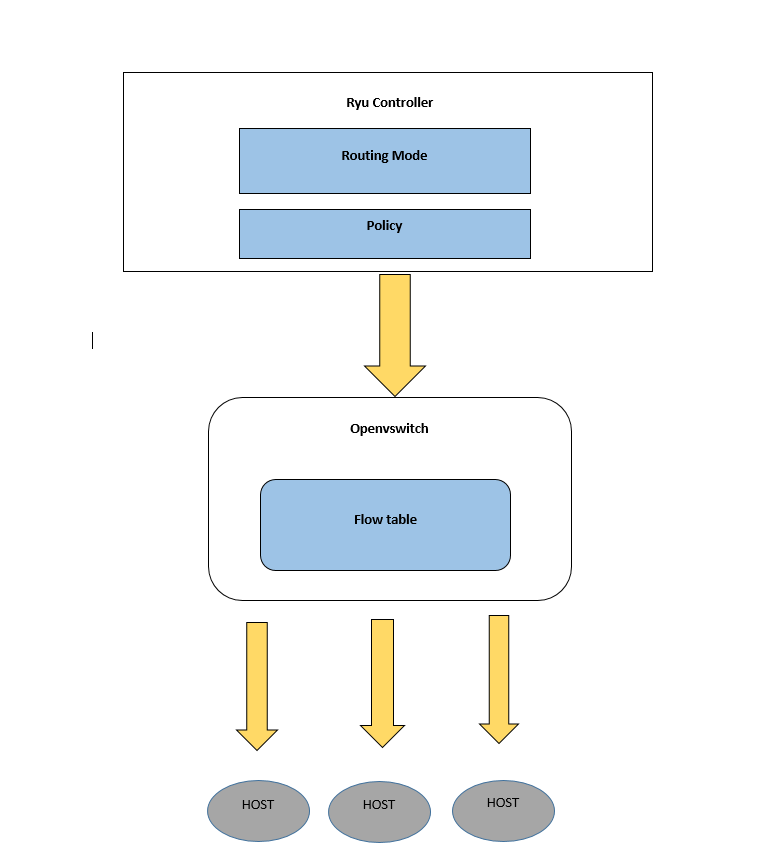 Ryu Controller
Routing Mode
Policy
Openvswitch
Flow table
HOST
HOST
HOST